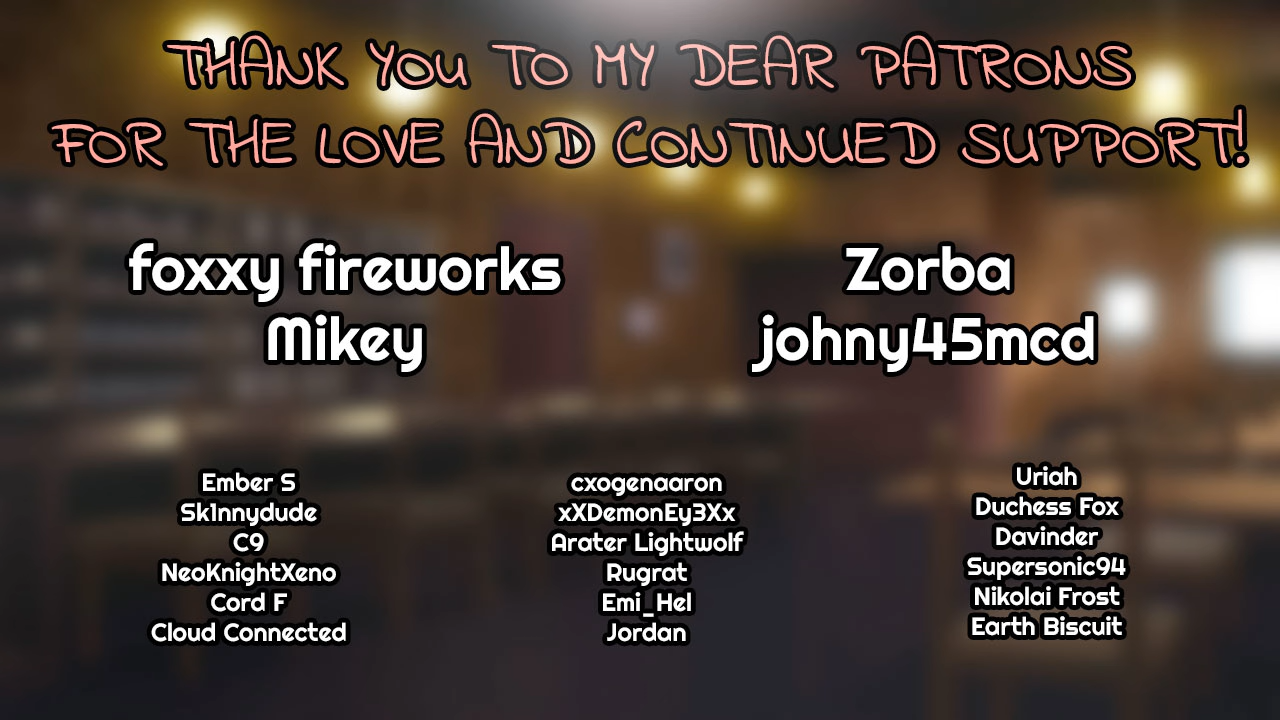 THANK YOU TO MY DEAR PATRONS
FOR THE LOVE AND CONTINUED SUPPORT!
foxxy fireworks
Mikey
Zorba
johny45mcd
Ember S
Sk1nnydude
C9
NeoKnightXeno
Cord F
Cloud Connected
cxogenaaron
xXDemonEy3Xx
Arater Lightwolf
Rugrat
Emi_Hel
Jordan
Uriah
Duchess Fox
Davinder
Supersonic94
Nikolai Frost
Earth Biscuit